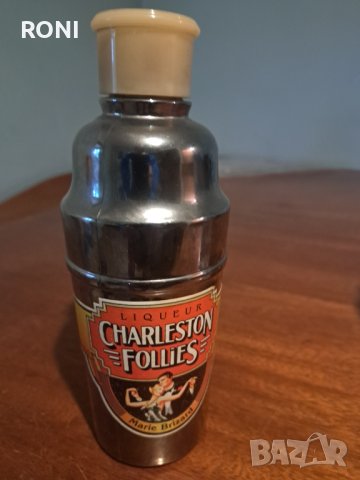 RONI
LIQUEUR
CHARLESTON
FOLLIES
Marie Brizard
BAZAR